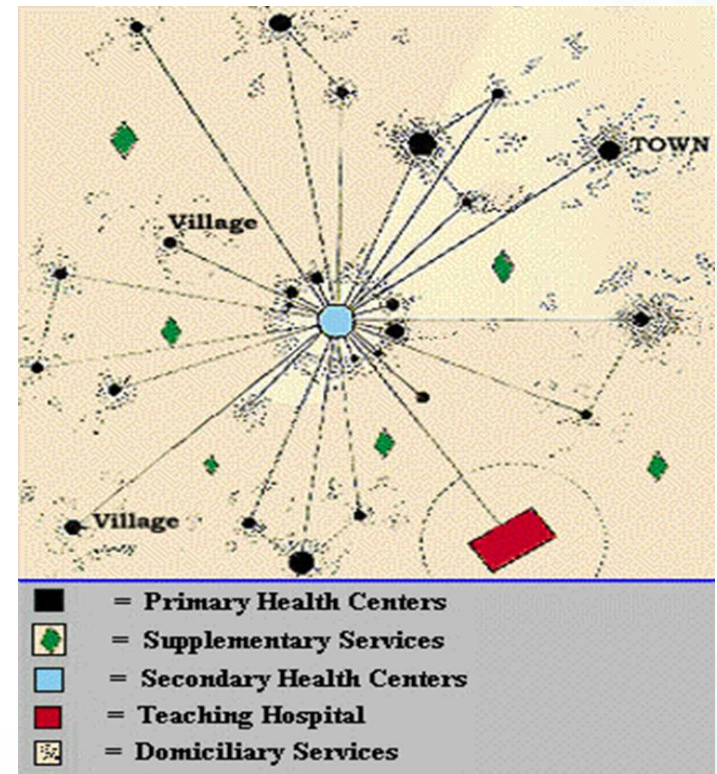 TOWN
Village
Village
= Primary Health Centers
= Supplementary Services
= Secondary Health Centers
= Teaching Hospital
= Domiciliary Services